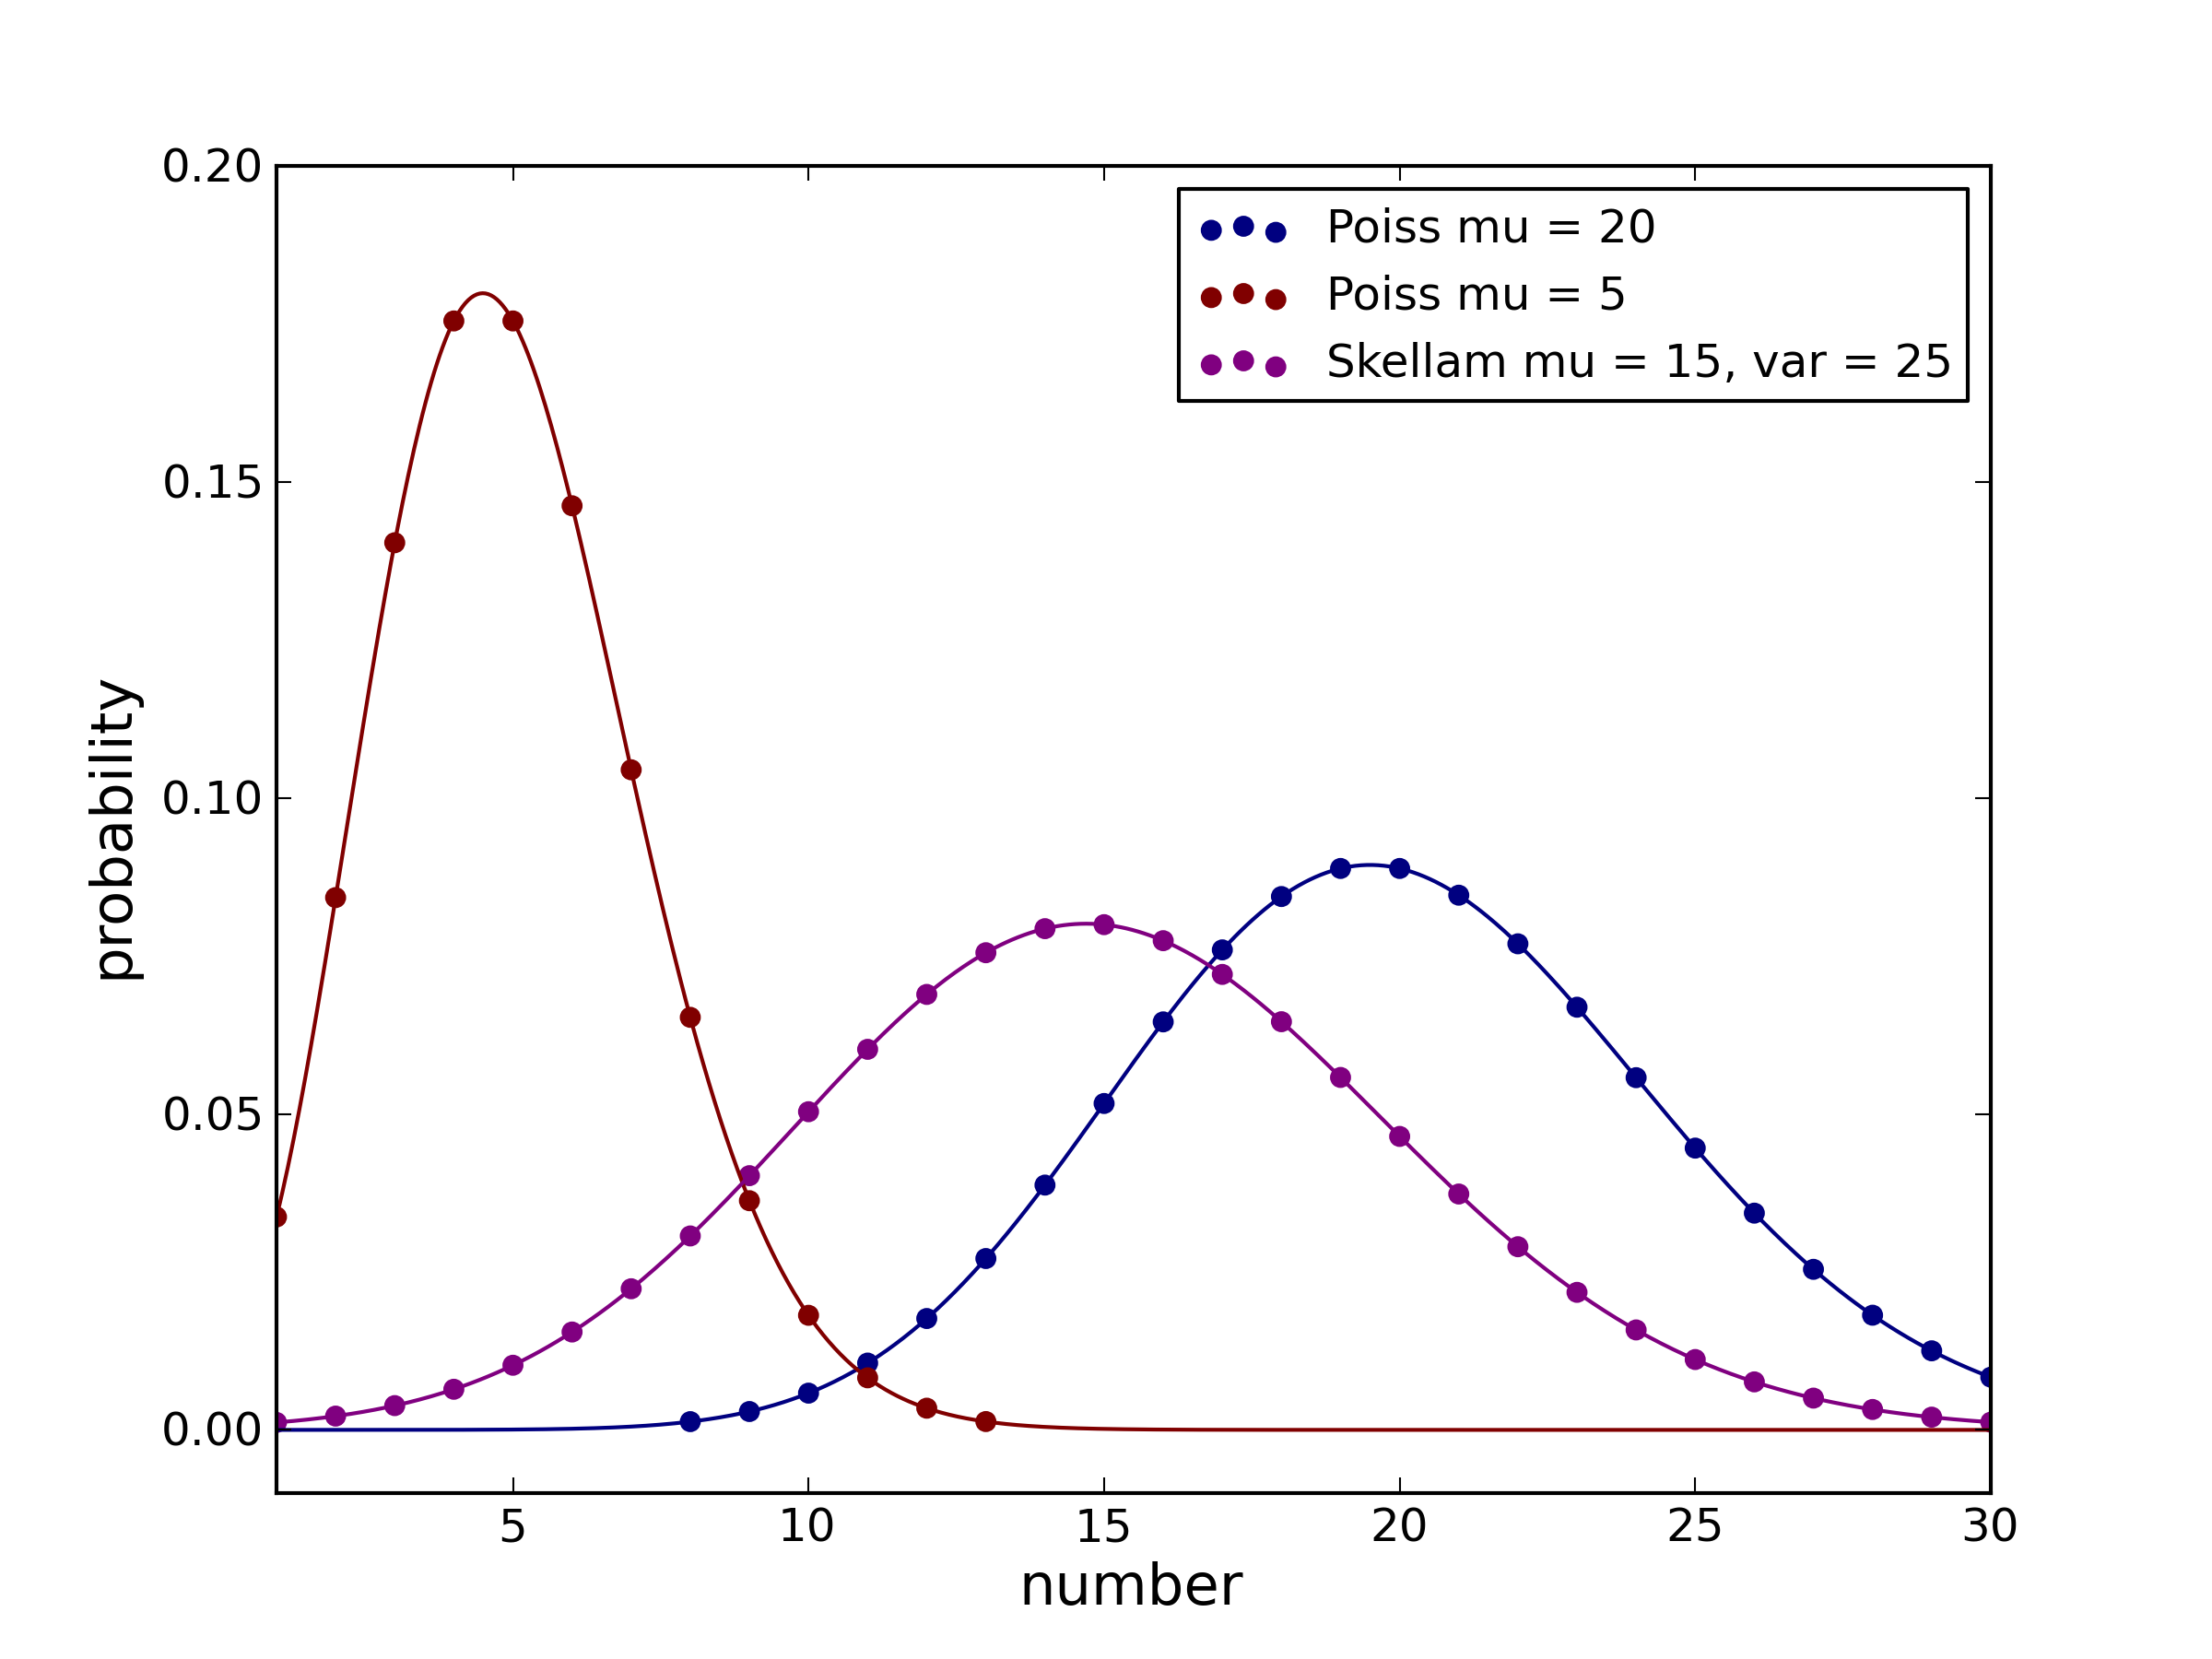 0.20
0.15
0.10
0.05
0.00
probability
5 10 15 20 25 30
number
Poiss mu = 20
Poiss mu = 5
Skellam mu = 15, var = 25